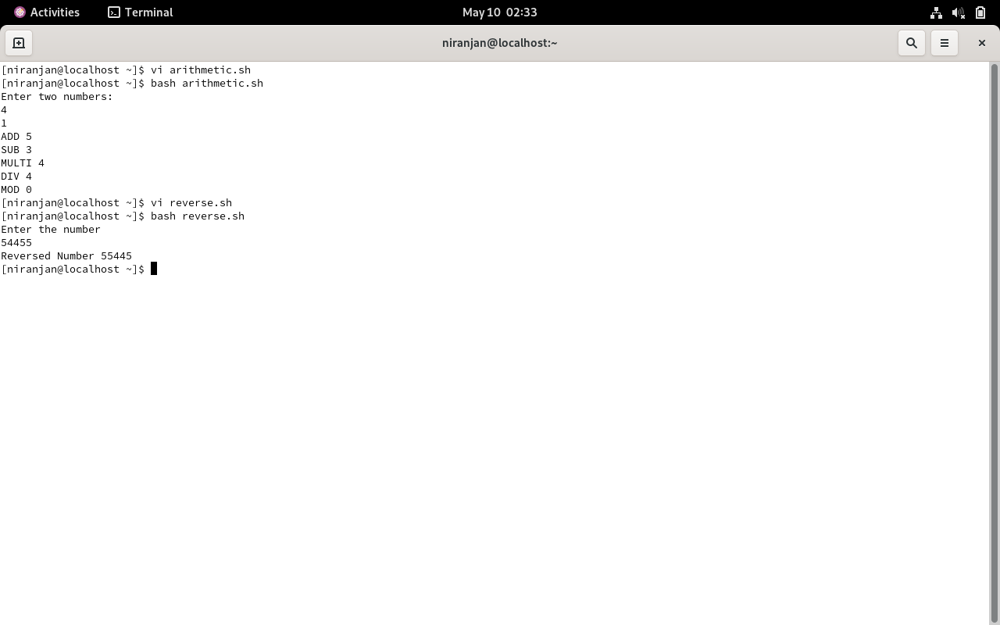 Activities Terminal May 10 02:33
niranjan@localhost:~
[niranjan@localhost ~]$ vi arithmetic.sh
[niranjan@localhost ~]$ bash arithmetic.sh
Enter two numbers:
4
1
ADD 5
SUB 3
MULTI 4
DIV 4
MOD 0
[niranjan@localhost ~]$ vi reverse.sh
[niranjan@localhost ~]$ bash reverse.sh
Enter the number
54455
Reversed Number 55445
[niranjan@localhost ~]$